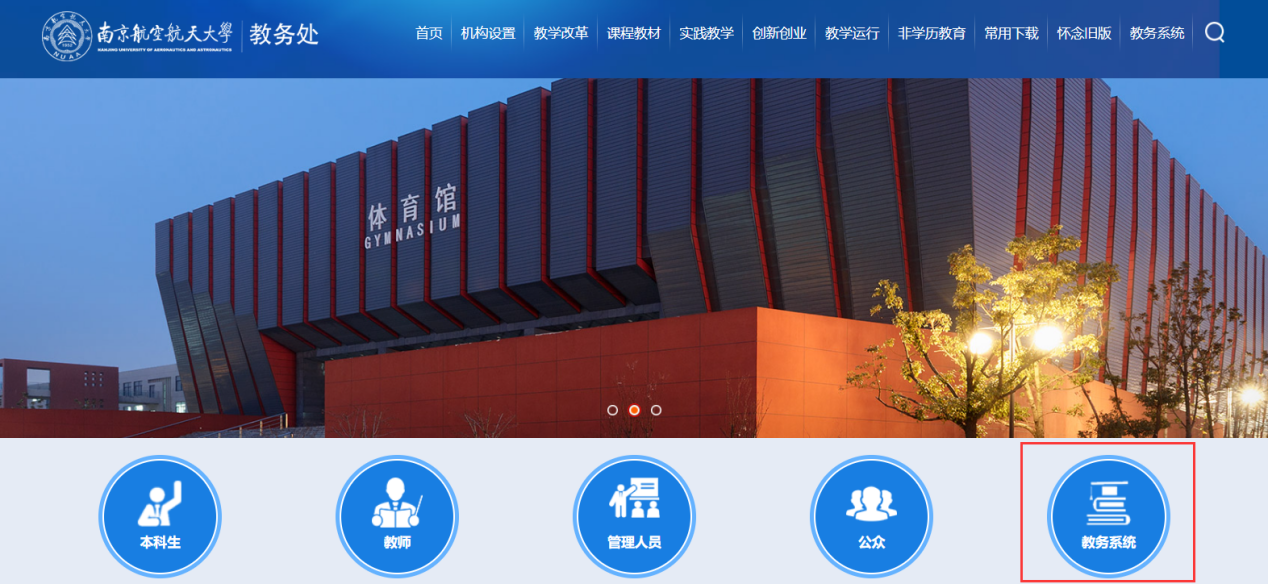 南京航空航天大學 教务处
NANJING UNIVERSITY OF AERONAUTICS AND ASTRONAUTICS
NUAA
1952
首页 机构设置 教学改革 课程教材 实践教学 创新创业 教学运行 非学历教育 常用下载 怀念旧版 教务系统
体育馆
GYMNASIUM
本科生 教师 管理人员 公众 教务系统